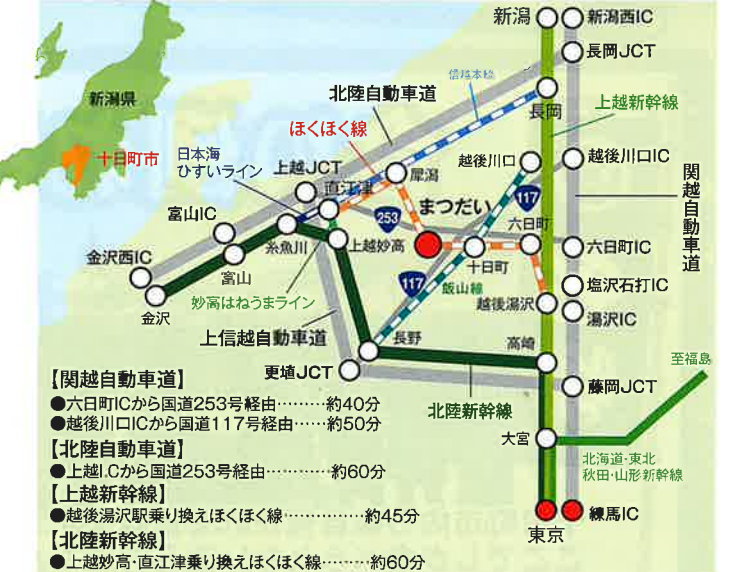 新潟
新潟西IC
長岡JCT
信越本線
新潟県
北陸自動車道
長岡
上越新幹線
ほくほく線
十日町市
日本海
ひすいライン
上越JCT
直江津
犀潟
越後川口
越後川口IC
関越自動車道
117
まつだい
253
六日町
富山IC
糸魚川
上越妙高
十日町
六日町IC
金沢西IC
富山
117
飯山線
塩沢石打IC
金沢
妙高はねうまライン
越後湯沢
湯沢IC
上信越自動車道
長野
高崎
至福島
更埴JCT
藤岡JCT
【関越自動車道】
●六日町ICから国道253号経由………約40分
●越後川口ICから国道117号経由……約50分
北陸新幹線
大宮
【北陸自動車道】
●上越I.Cから国道253号経由…………約60分
北海道・東北
秋田・山形新幹線
【上越新幹線】
●越後湯沢駅乗り換えほくほく線……………約45分
練馬IC
東京
【北陸新幹線】
●上越妙高・直江津乗り換えほくほく線………約60分